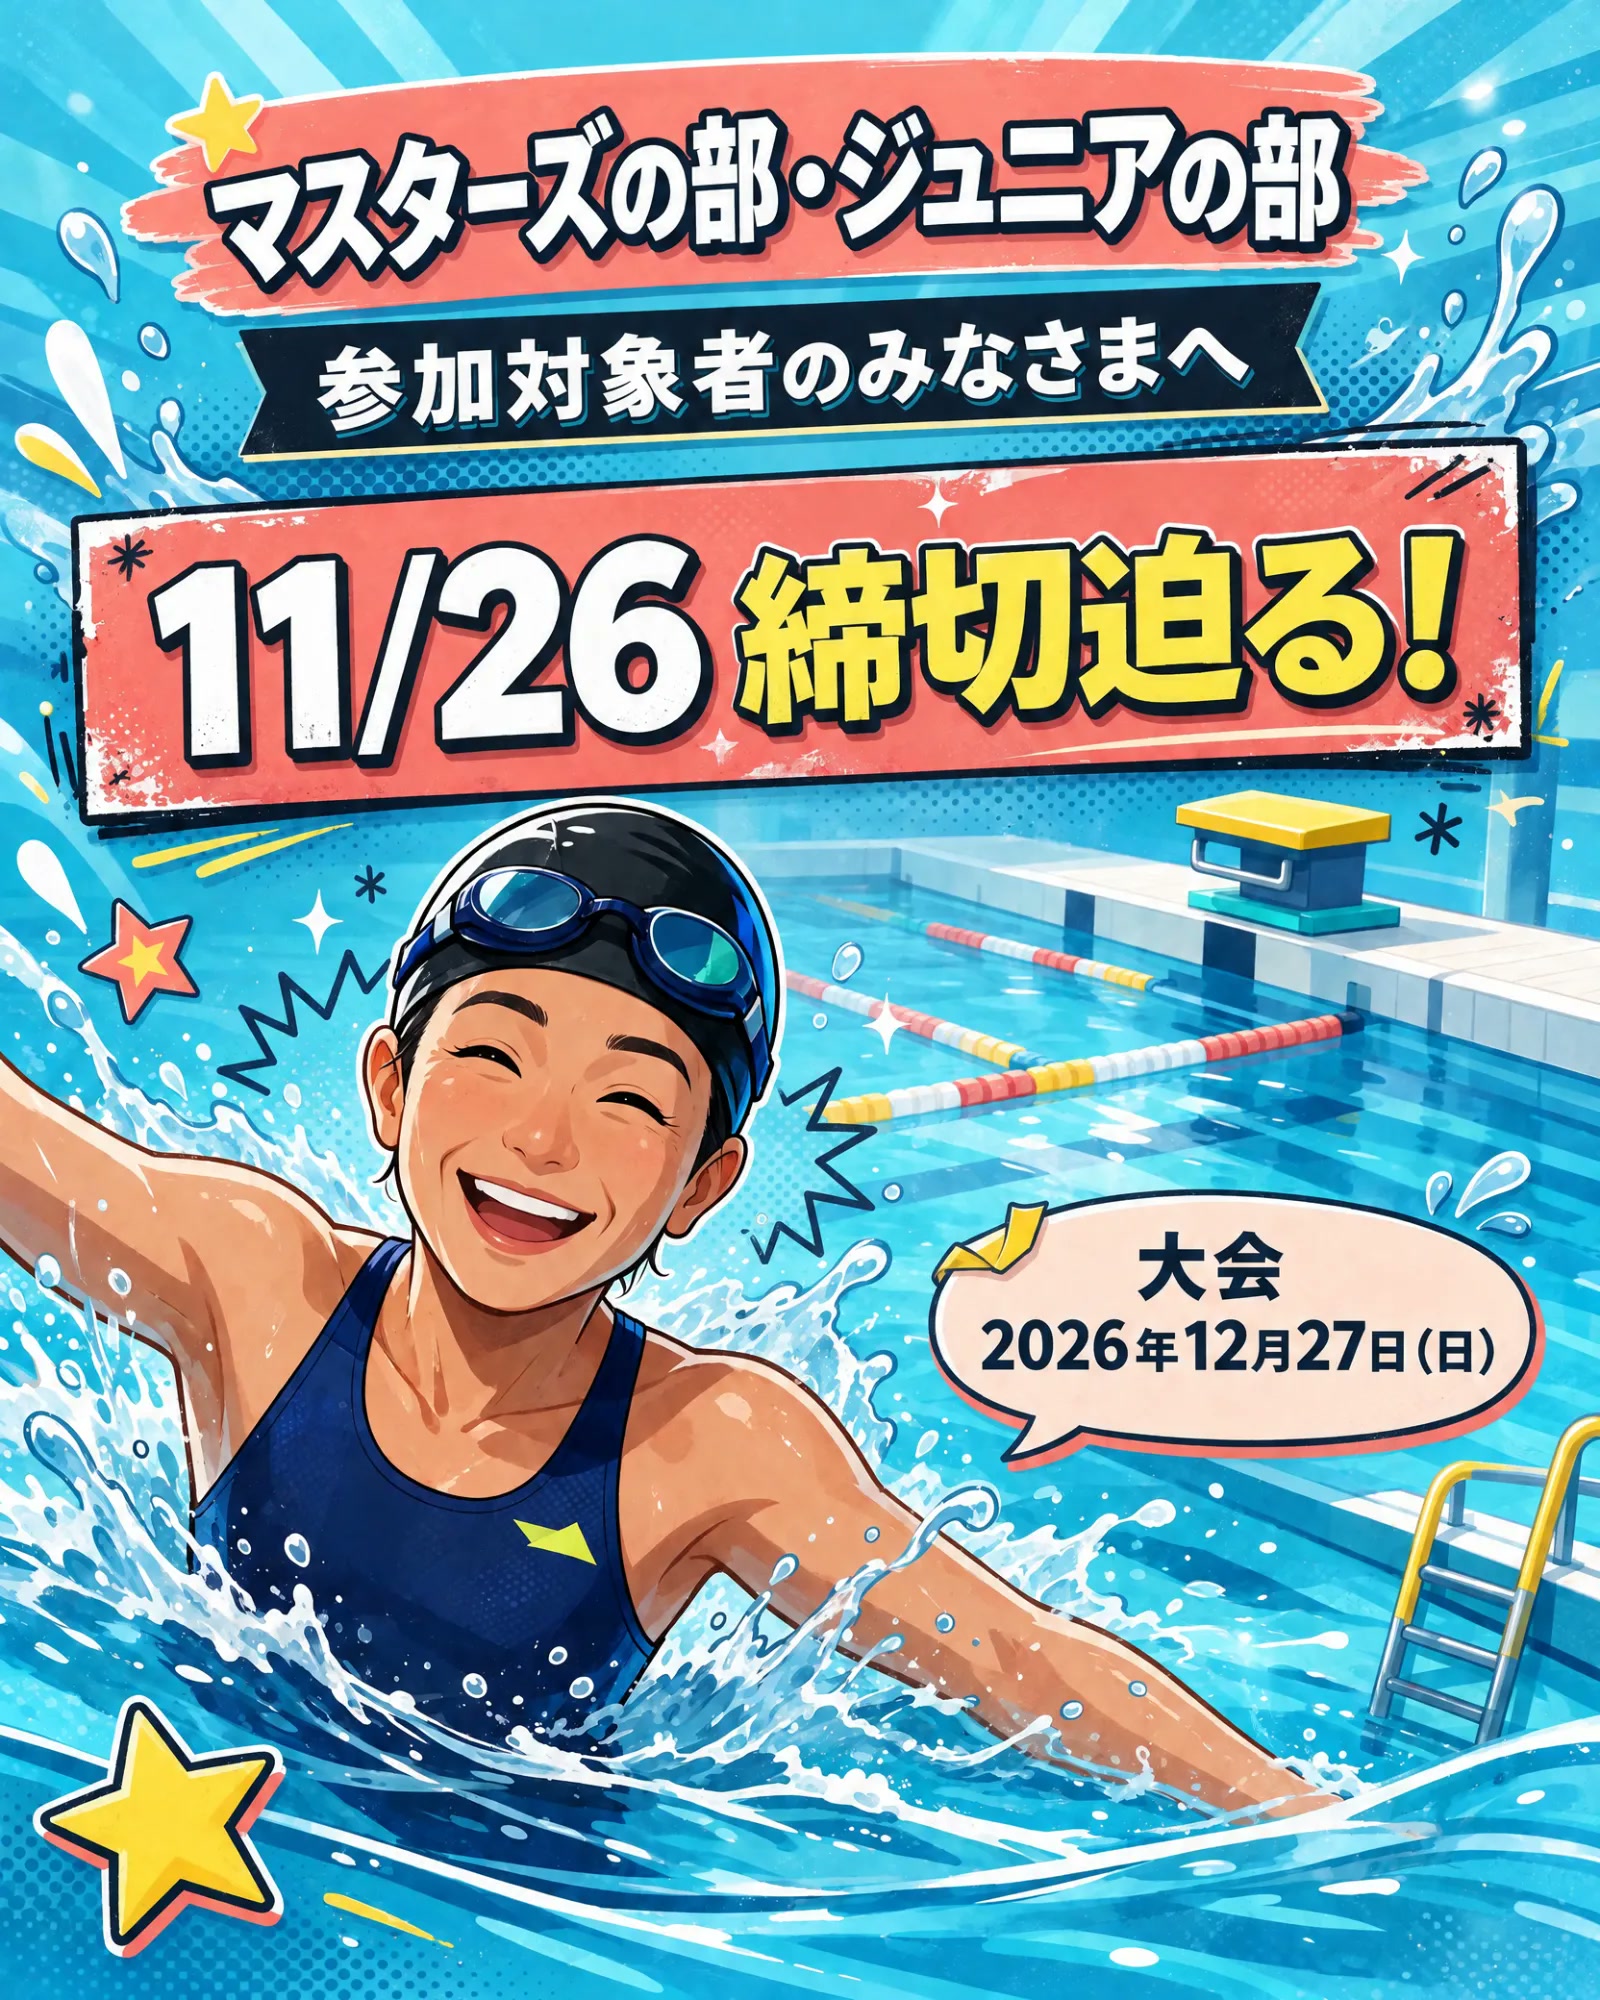 マスターズの部・ジュニアの部
参加対象者のみなさまへ
11/26 締切迫る!
大会
2026年12月27日(日)